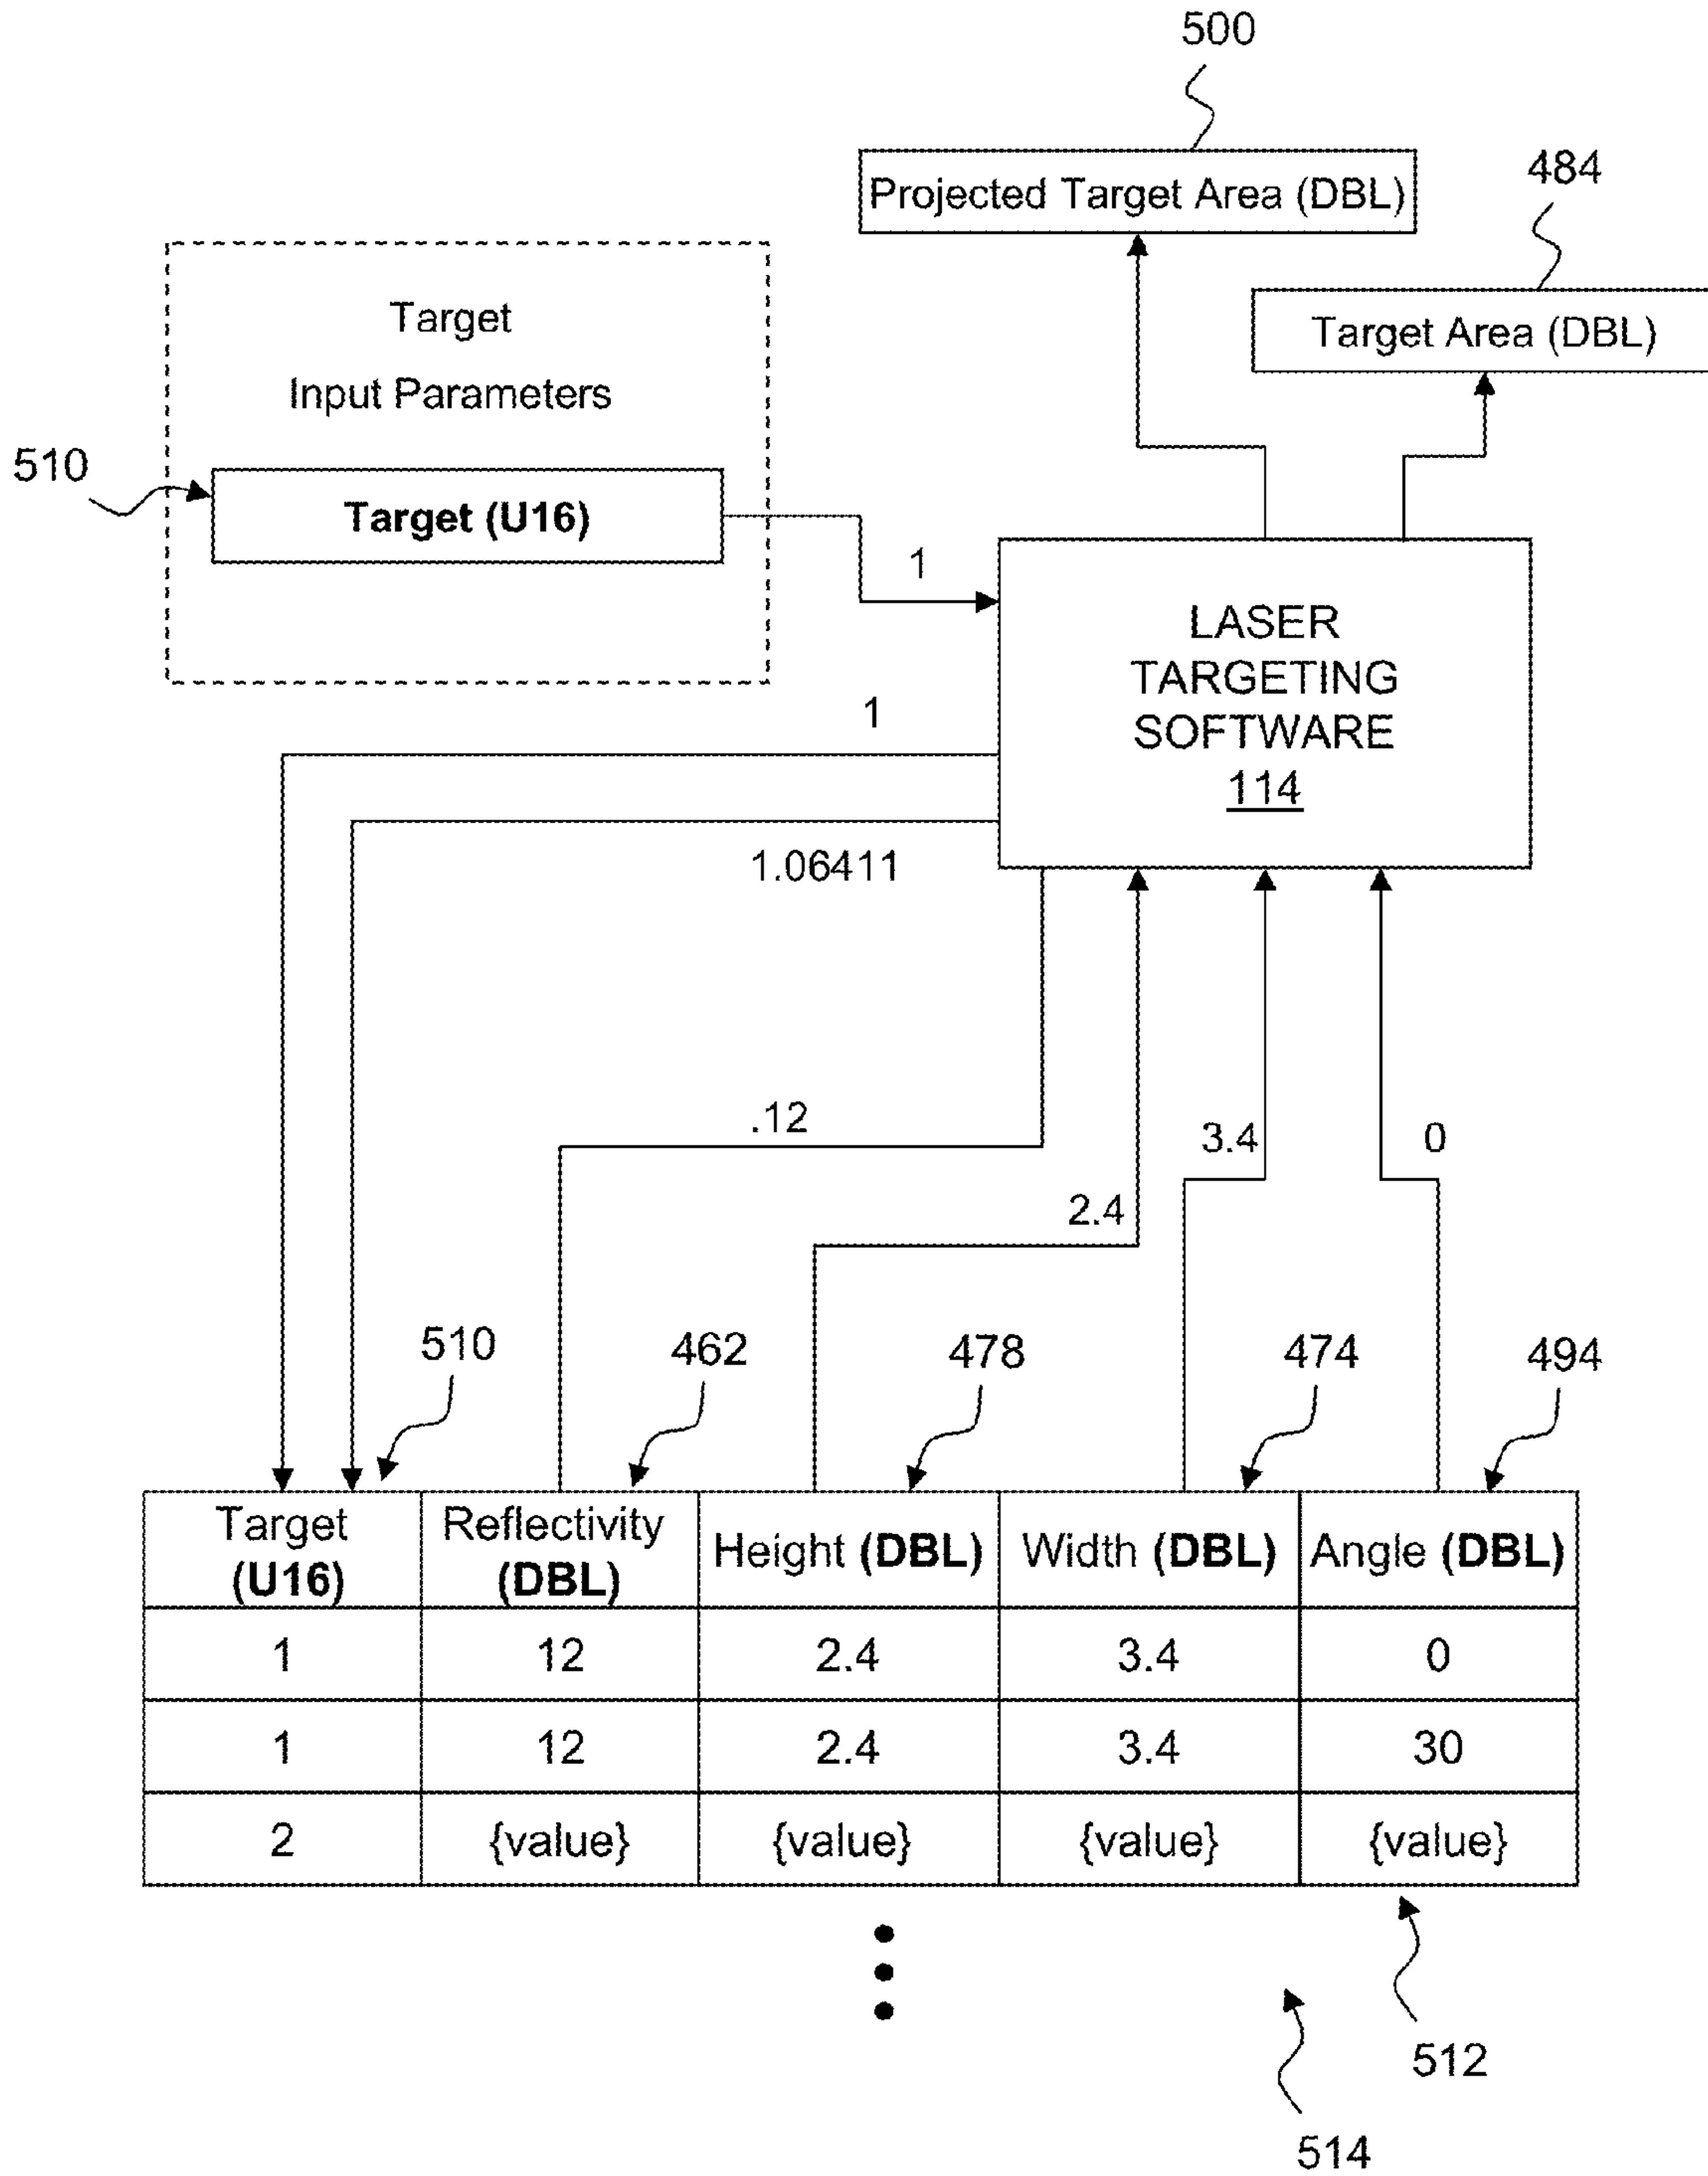 500
Projected Target Area (DBL)
484
Target Area (DBL)
Target
Input Parameters
510
Target (U16)
1
LASER
TARGETING
SOFTWARE
114
1
1.06411
.12
3.4
0
2.4
510
462
478
474
494
Target
(U16)
Reflectivity
(DBL)
Height (DBL)
Width (DBL)
Angle (DBL)
1 12 2.4 3.4 0
1 12 2.4 3.4 30
2 {value} {value} {value} {value}
512
514